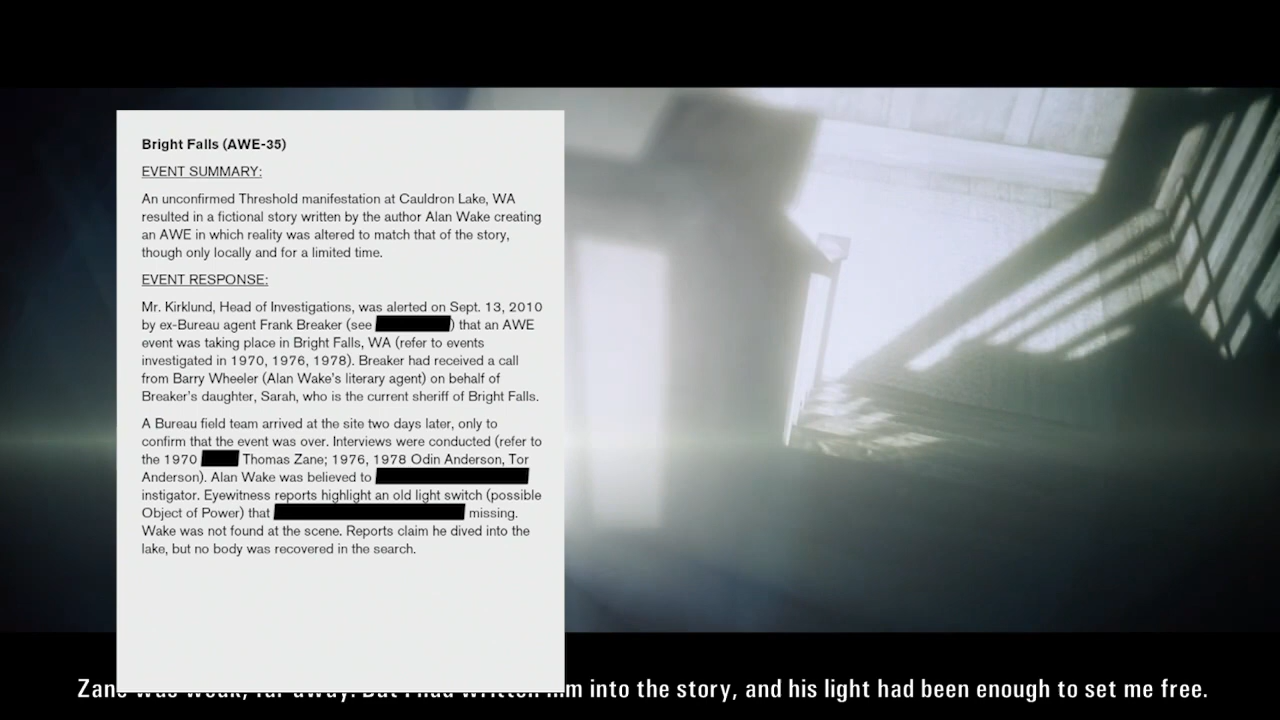 Bright Falls (AWE-35)
EVENT SUMMARY:
An unconfirmed Threshold manifestation at Cauldron Lake, WA
resulted in a fictional story written by the author Alan Wake creating
an AWE in which reality was altered to match that of the story,
though only locally and for a limited time.
EVENT RESPONSE:
Mr. Kirklund, Head of Investigations, was alerted on Sept. 13, 2010
by ex-Bureau agent Frank Breaker (see ) that an AWE
event was taking place in Bright Falls, WA (refer to events
investigated in 1970, 1976, 1978). Breaker had received a call
from Barry Wheeler (Alan Wake's literary agent) on behalf of
Breaker's daughter, Sarah, who is the current sheriff of Bright Falls.
A Bureau field team arrived at the site two days later, only to
confirm that the event was over. Interviews were conducted (refer to
the 1970 Thomas Zane; 1976, 1978 Odin Anderson, Tor
Anderson). Alan Wake was believed to
instigator. Eyewitness reports highlight an old light switch (possible
Object of Power) that missing.
Wake was not found at the scene. Reports claim he dived into the
lake, but no body was recovered in the search.
Zane was weak, far away. But I had written him into the story, and his light had been enough to set me free.